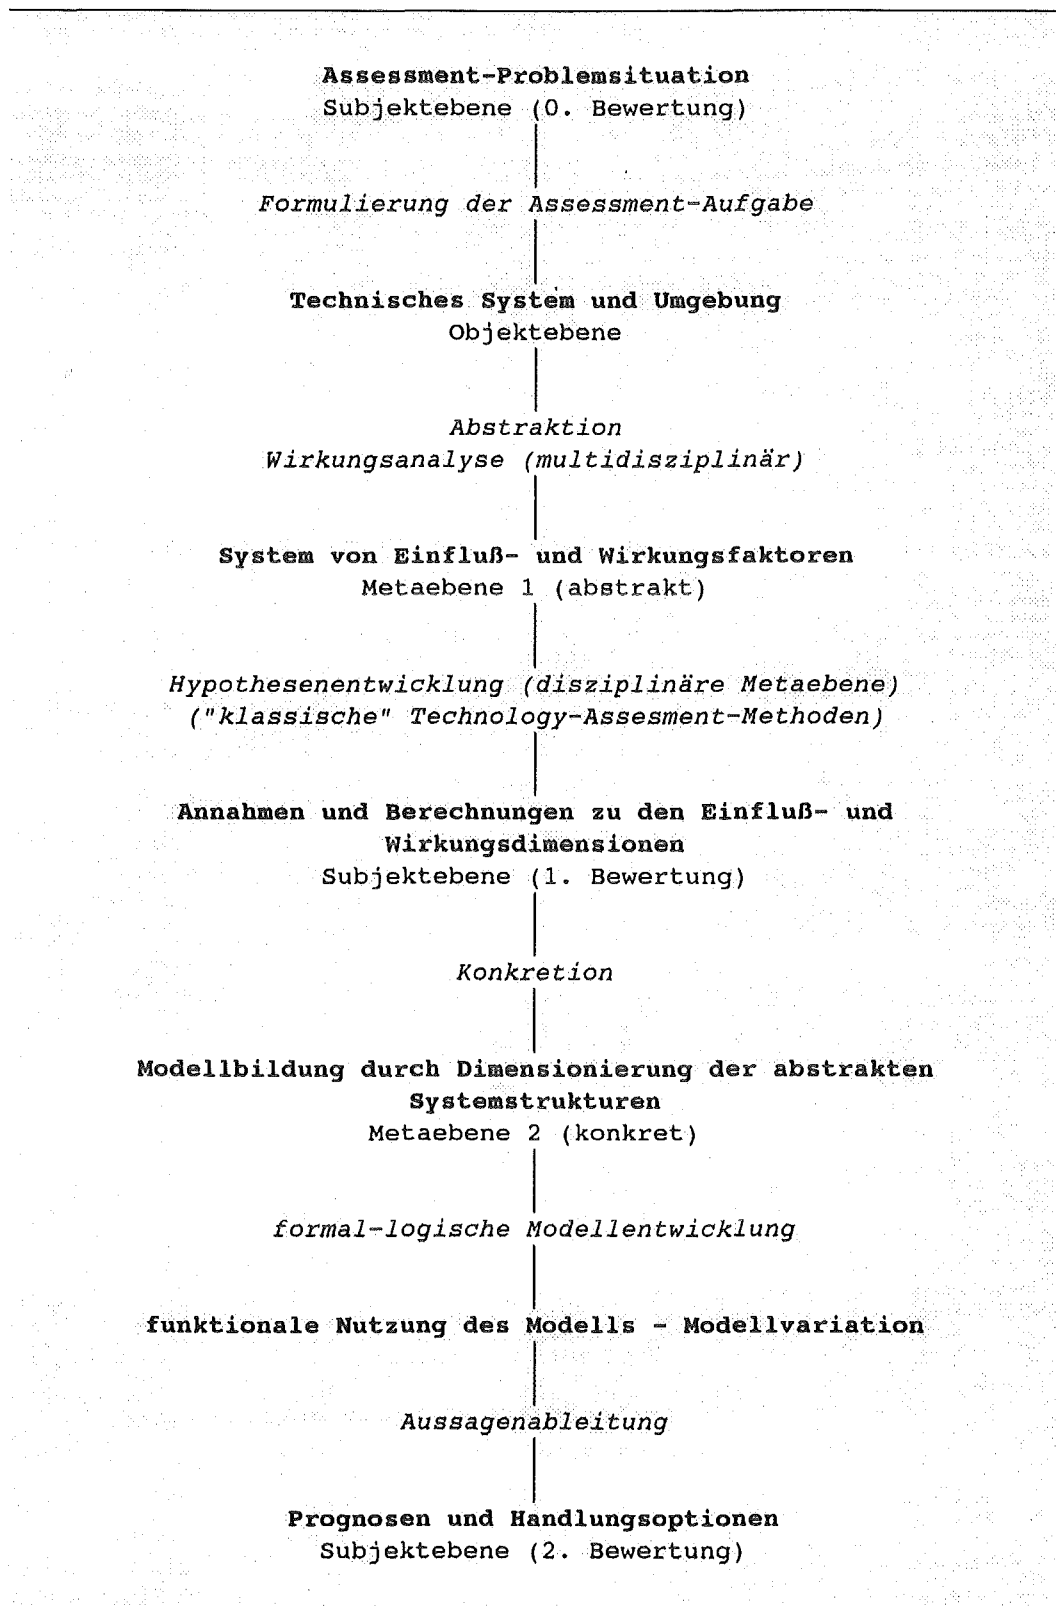 Assessment-Problemsituation
Subjektebene (0. Bewertung)
Formulierung der Assessment-Aufgabe
Technisches System und Umgebung
Objektebene
Abstraktion
Wirkungsanalyse (multidisziplinär)
System von Einfluß- und Wirkungsfaktoren
Metaebene 1 (abstrakt)
Hypothesenentwicklung (disziplinäre Metaebene)
("klassische" Technology-Assesment-Methoden)
Annahmen und Berechnungen zu den Einfluß- und
Wirkungsdimensionen
Subjektebene (1. Bewertung)
Konkretion
Modellbildung durch Dimensionierung der abstrakten
Systemstrukturen
Metaebene 2 (konkret)
formal-logische Modellentwicklung
funktionale Nutzung des Modells - Modellvariation
Aussagenableitung
Prognosen und Handlungsoptionen
Subjektebene (2. Bewertung)